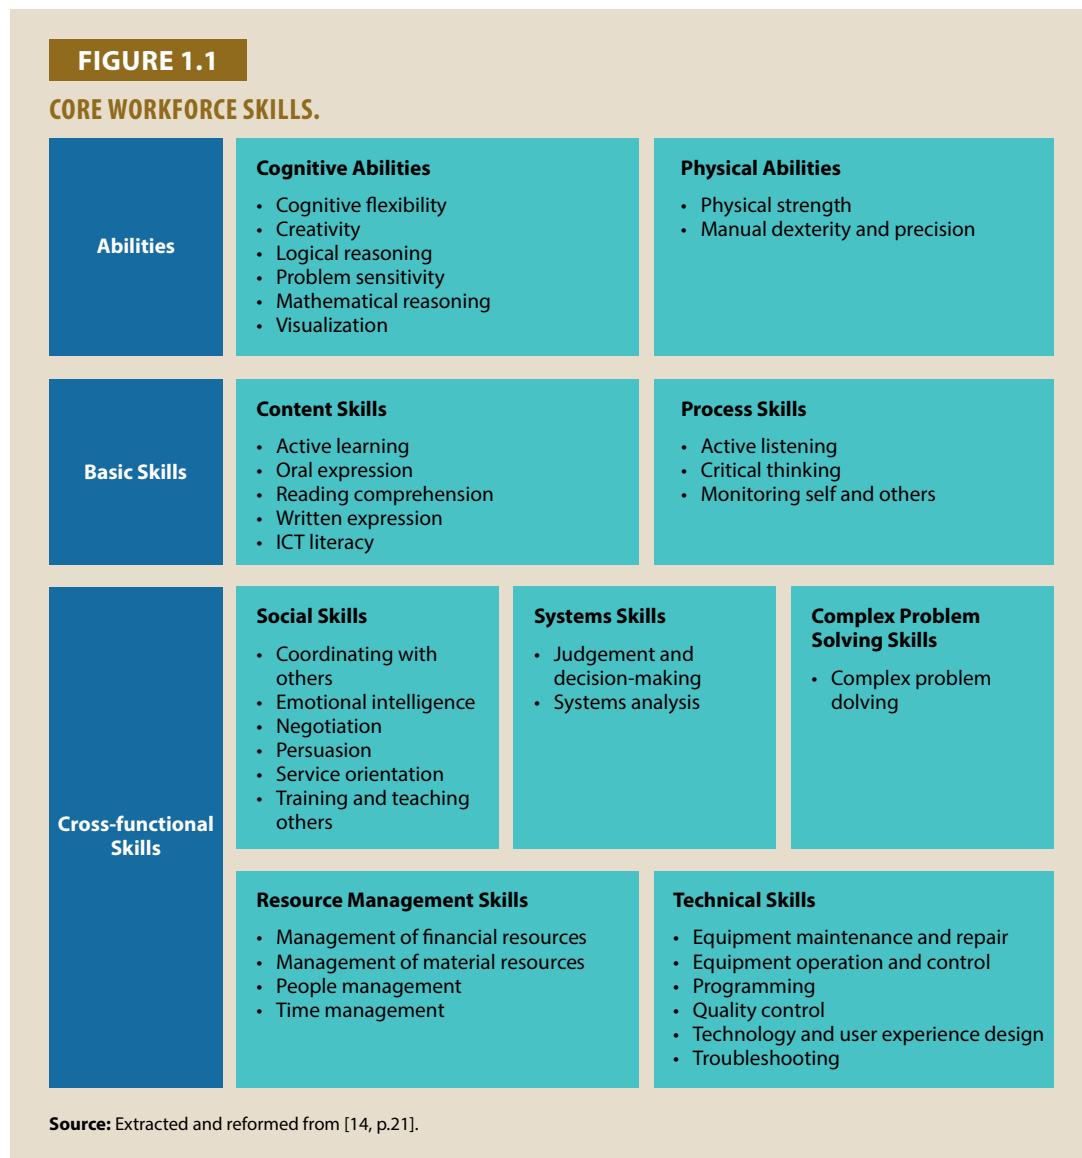 FIGURE 1.1
CORE WORKFORCE SKILLS.
Abilities
Cognitive Abilities
• Cognitive flexibility
• Creativity
• Logical reasoning
• Problem sensitivity
• Mathematical reasoning
• Visualization
Physical Abilities
• Physical strength
• Manual dexterity and precision
Basic Skills
Content Skills
• Active learning
• Oral expression
• Reading comprehension
• Written expression
• ICT literacy
Process Skills
• Active listening
• Critical thinking
• Monitoring self and others
Cross-functional
Skills
Social Skills
• Coordinating with
others
• Emotional intelligence
• Negotiation
• Persuasion
• Service orientation
• Training and teaching
others
Systems Skills
• Judgement and
decision-making
• Systems analysis
Complex Problem
Solving Skills
• Complex problem
dolving
Resource Management Skills
• Management of financial resources
• Management of material resources
• People management
• Time management
Technical Skills
• Equipment maintenance and repair
• Equipment operation and control
• Programming
• Quality control
• Technology and user experience design
• Troubleshooting
Source: Extracted and reformed from [14, p.21].